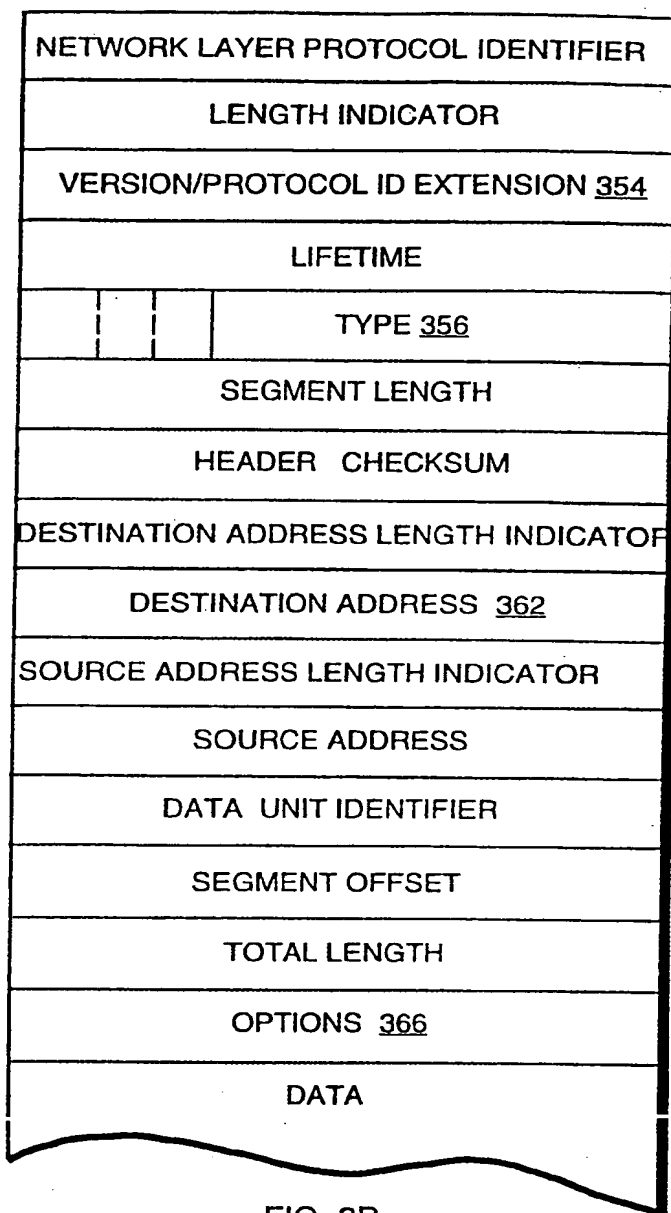 NETWORK LAYER PROTOCOL IDENTIFIER
LENGTH INDICATOR
VERSION/PROTOCOL ID EXTENSION 354
LIFETIME
TYPE 356
SEGMENT LENGTH
HEADER CHECKSUM
DESTINATION ADDRESS LENGTH INDICATOR
DESTINATION ADDRESS 362
SOURCE ADDRESS LENGTH INDICATOR
SOURCE ADDRESS
DATA UNIT IDENTIFIER
SEGMENT OFFSET
TOTAL LENGTH
OPTIONS 366
DATA